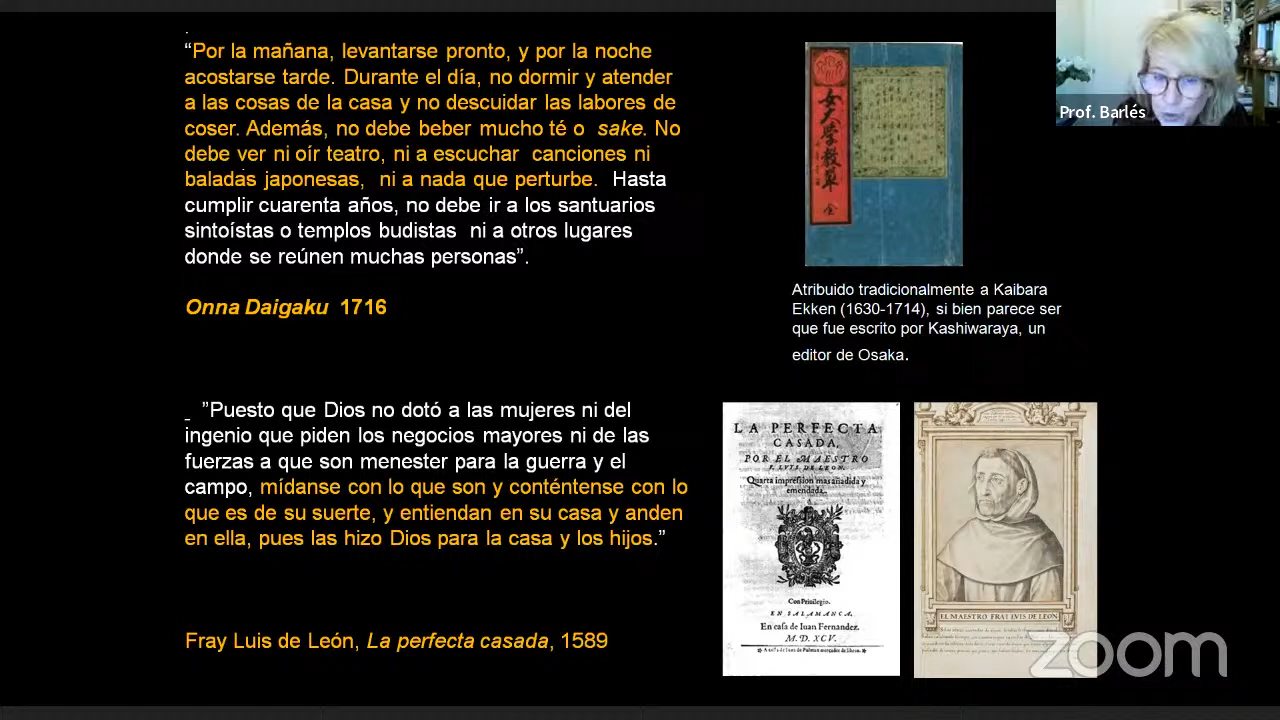 “Por la mañana, levantarse pronto, y por la noche
acostarse tarde. Durante el día, no dormir y atender
a las cosas de la casa y no descuidar las labores de
coser. Además, no debe beber mucho té o sake. No
debe ver ni oír teatro, ni a escuchar canciones ni
baladas japonesas, ni a nada que perturbe. Hasta
cumplir cuarenta años, no debe ir a los santuarios
sintoístas o templos budistas ni a otros lugares
donde se reúnen muchas personas”.
Onna Daigaku 1716
女大学教草
全
Atribuido tradicionalmente a Kaibara
Ekken (1630-1714), si bien parece ser
que fue escrito por Kashiwaraya, un
editor de Osaka.
Prof. Barlés
”Puesto que Dios no dotó a las mujeres ni del
ingenio que piden los negocios mayores ni de las
fuerzas a que son menester para la guerra y el
campo, mídanse con lo que son y conténtense con lo
que es de su suerte, y entiendan en su casa y anden
en ella, pues las hizo Dios para la casa y los hijos.”
Fray Luis de León, La perfecta casada, 1589
LA PERFECTA
CASADA,
POR EL MAESTRO
F. LUYS DE LEON.
Quarta impression mas añadida y
emendada.
Con Priuilegio.
EN SALAMANCA,
En casa de Iuan Fernandez.
M.D.XCV.
EL MAESTRO FRAI LVIS DE LEON
zoom